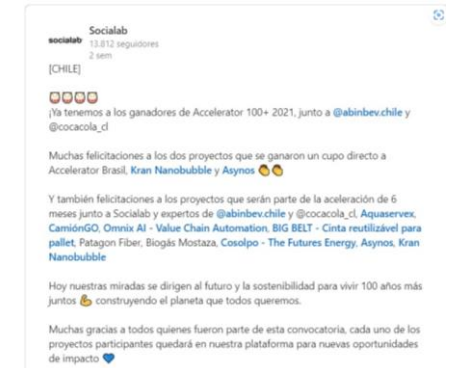 socialab
Socialab
13.812 seguidores
2 sem
[CHILE]
¡Ya tenemos a los ganadores de Accelerator 100+ 2021, junto a @abinbev.chile y
@cocacola_cl
Muchas felicitaciones a los dos proyectos que se ganaron un cupo directo a
Accelerator Brasil, Kran Nanobubble y Asynos 👏👏
Y también felicitaciones a los proyectos que serán parte de la aceleración de 6
meses junto a Socialab y expertos de @abinbev.chile y @cocacola_cl, Aquaservex,
CamiónGO, Omnix AI - Value Chain Automation, BIG BELT - Cinta reutilizável para
pallet, Patagon Fiber, Biogás Mostaza, Cosolpo - The Futures Energy, Asynos, Kran
Nanobubble
Hoy nuestras miradas se dirigen al futuro y la sostenibilidad para vivir 100 años más
juntos 💪 construyendo el planeta que todos queremos.
Muchas gracias a todos quienes fueron parte de esta convocatoria, cada uno de los
proyectos participantes quedará en nuestra plataforma para nuevas oportunidades
de impacto 💙